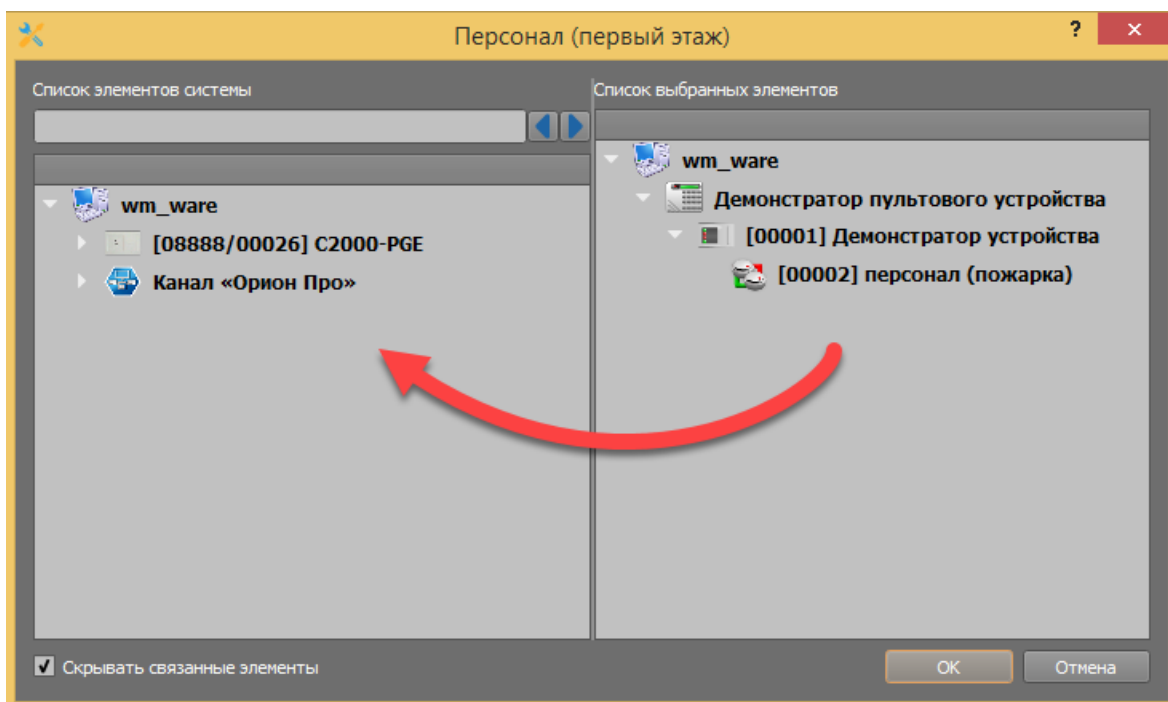 Персонал (первый этаж)
?
Список элементов системы
wm_ware
[08888/00026] C2000-PGE
Канал «Орион Про»
Список выбранных элементов
wm_ware
Демонстратор пультового устройства
[00001] Демонстратор устройства
[00002] персонал (пожарка)
Скрывать связанные элементы
OK
Отмена